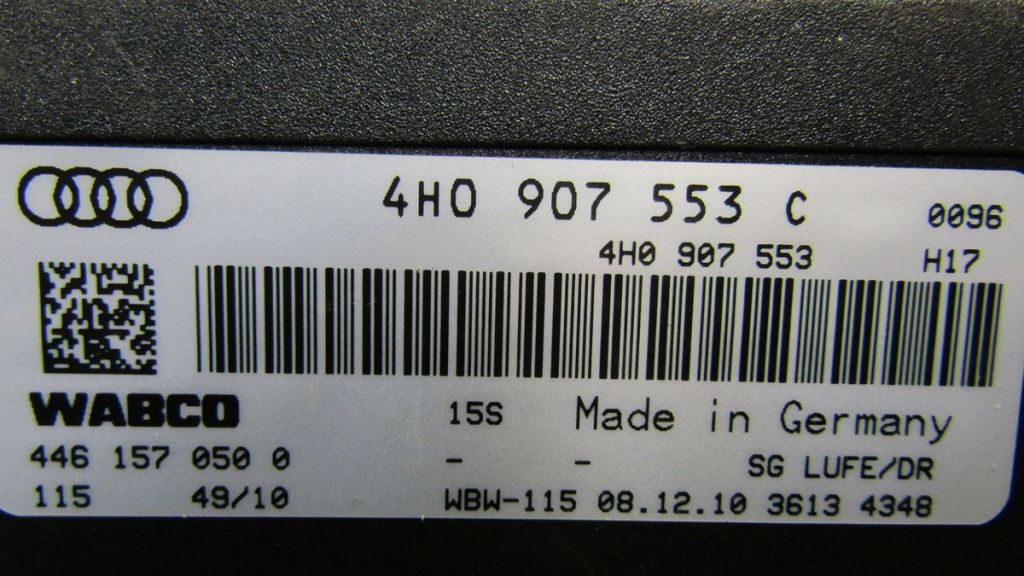 4H0 907 553 C 0096
4H0 907 553 H17
WABCO 15S Made in Germany
446 157 050 0 - - SG LUFE/DR
115 49/10 WBW-115 08.12.10 3613 4348